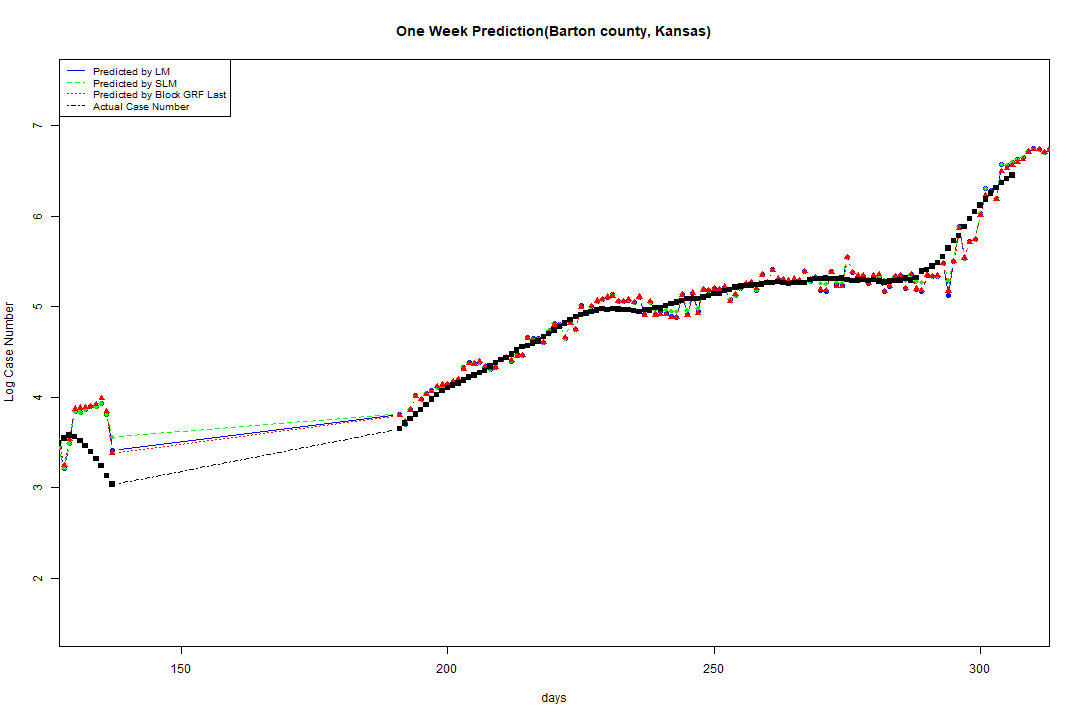 One Week Prediction(Barton county, Kansas)
Predicted by LM
Predicted by SLM
Predicted by Block GRF Last
Actual Case Number
7
6
5
4
3
2
Log Case Number
150
200
250
300
days